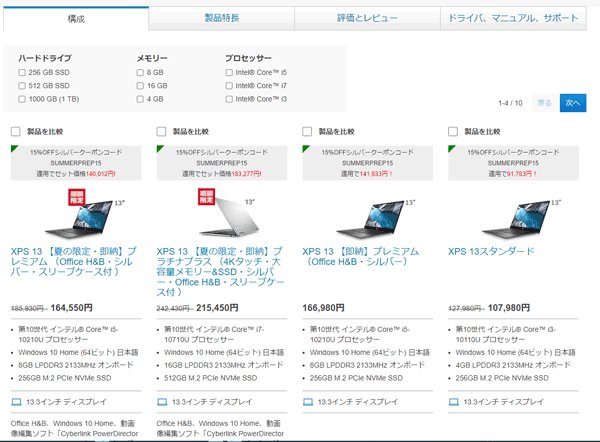 構成
製品特長
評価とレビュー
ドライバ、マニュアル、サポート
ハードドライブ
メモリー
プロセッサー
256 GB SSD
8 GB
Intel® Core™ i5
512 GB SSD
16 GB
Intel® Core™ i7
1000 GB (1 TB)
4 GB
Intel® Core™ i3
1-4 / 10
戻る
次へ
製品を比較
15%OFFシルバークーポンコード
SUMMERPREP15
適用でセット価格140,012円!
期間
限定
13"
XPS 13 【夏の限定・即納】プ
レミアム （Office H&B・シル
バー・スリーブケース付 ）
185,930円 164,550円
第10世代 インテル® Core™ i5-
10210U プロセッサー
Windows 10 Home (64ビット) 日本語
8GB LPDDR3 2133MHz オンボード
256GB M.2 PCIe NVMe SSD
13.3インチ ディスプレイ
Office H&B、Windows 10 Home、動画
像編集ソフト「Cyberlink PowerDirector
製品を比較
15%OFFシルバークーポンコード
SUMMERPREP15
適用でセット価格183,277円!
期間
限定
13"
XPS 13 【夏の限定・即納】プ
ラチナプラス （4Kタッチ・大
容量メモリー&SSD・シルバ
ー・Office H&B・スリーブケー
ス付 ）
242,430円 215,450円
第10世代 インテル® Core™ i7-
10710U プロセッサー
Windows 10 Home (64ビット) 日本語
16GB LPDDR3 2133MHz オンボード
512GB M.2 PCIe NVMe SSD
13.3インチ ディスプレイ
Office H&B、Windows 10 Home、動画
像編集ソフト「Cyberlink PowerDirector
製品を比較
15%OFFシルバークーポンコード
SUMMERPREP15
適用で141,933円！
13"
XPS 13 【即納】プレミアム
（Office H&B・シルバー）
166,980円
第10世代 インテル® Core™ i5-
10210U プロセッサー
Windows 10 Home (64ビット) 日本語
8GB LPDDR3 2133MHz オンボード
256GB M.2 PCIe NVMe SSD
13.3インチ ディスプレイ
製品を比較
15%OFFシルバークーポンコード
SUMMERPREP15
適用で91,783円！
13"
XPS 13スタンダード
127,980円 107,980円
第10世代 インテル® Core™ i3-
10110U プロセッサー
Windows 10 Home (64ビット) 日本語
4GB LPDDR3 2133MHz オンボード
256GB M.2 PCIe NVMe SSD
13.3インチ ディスプレイ